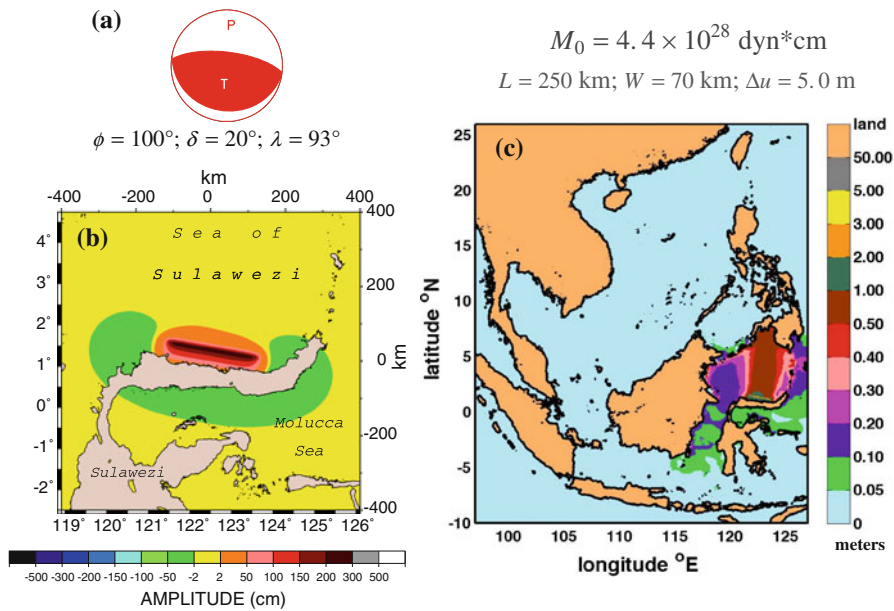 (a)
P
T
ϕ = 100°; δ = 20°; λ = 93°
M₀ = 4.4 × 10²⁸ dyn*cm
L = 250 km; W = 70 km; Δu = 5.0 m
km
-400 -200 0 200 400
(b)
Sea of
Sulawezi
Molucca
Sea
Sulawezi
4˚
3˚
2˚
1˚
0˚
-1˚
-2˚
400
200
0
-200
-400
km
119˚ 120˚ 121˚ 122˚ 123˚ 124˚ 125˚ 126˚
-500 -300 -200 -150 -100 -50 -2 2 50 100 150 200 300 500
AMPLITUDE (cm)
(c)
latitude °N
25
20
15
10
5
0
-5
-10
100 105 110 115 120 125
longitude °E
land
50.00
5.00
3.00
2.00
1.00
0.50
0.40
0.30
0.20
0.10
0.05
0
meters